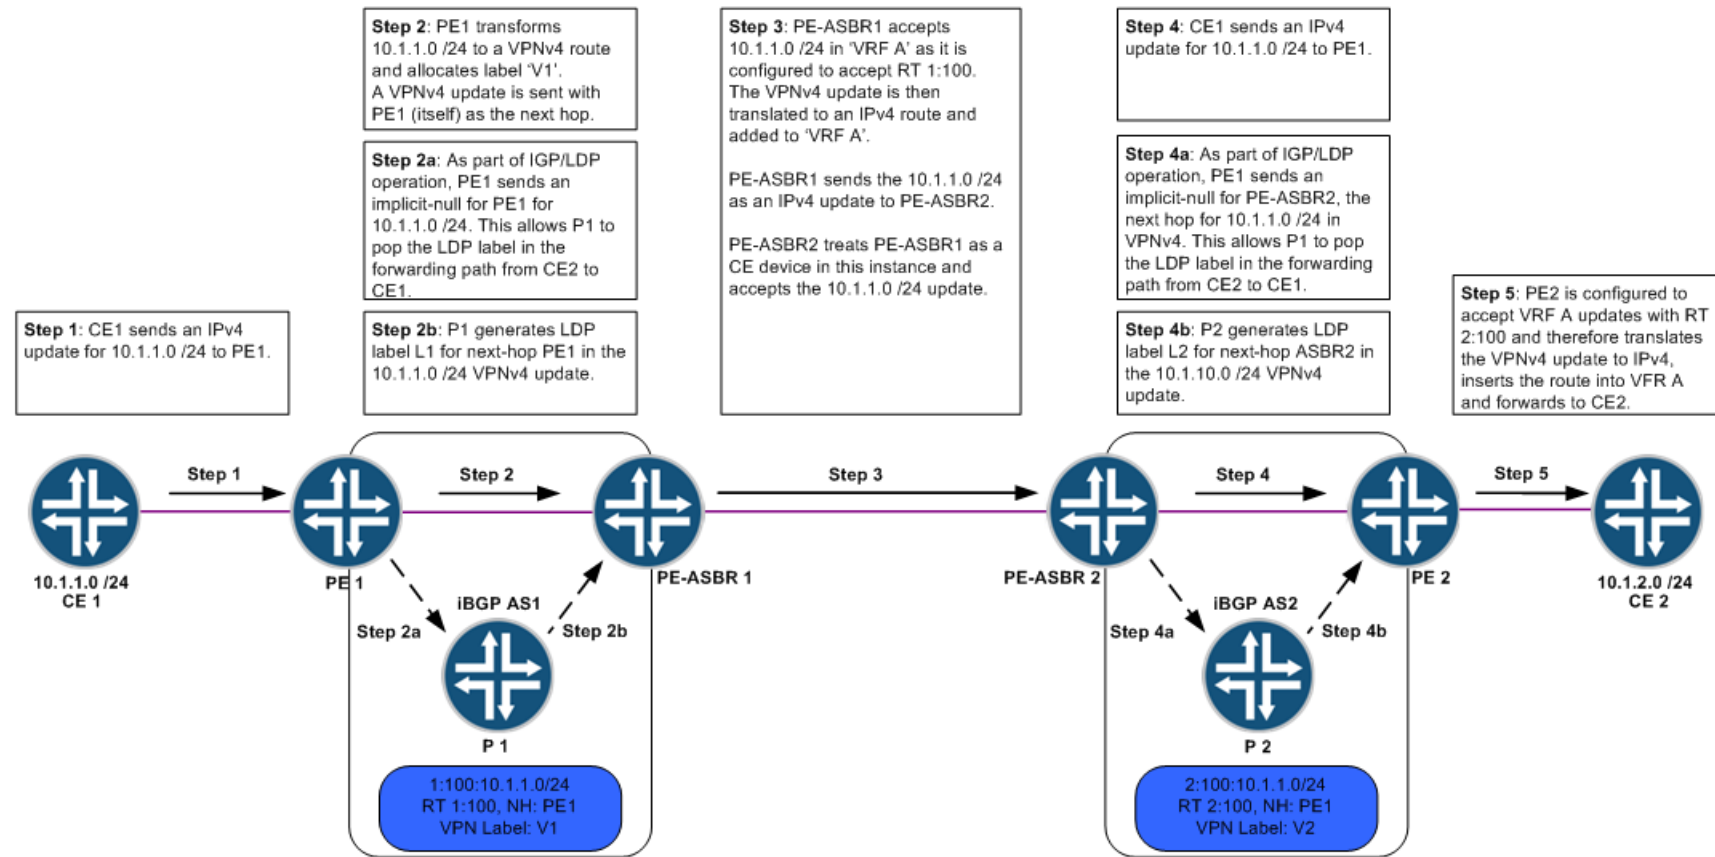 Step 2: PE1 transforms
10.1.1.0 /24 to a VPNv4 route
and allocates label ‘V1’.
A VPNv4 update is sent with
PE1 (itself) as the next hop.
Step 3: PE-ASBR1 accepts
10.1.1.0 /24 in ‘VRF A’ as it is
configured to accept RT 1:100.
The VPNv4 update is then
translated to an IPv4 route and
added to ‘VRF A’.
PE-ASBR1 sends the 10.1.1.0 /24
as an IPv4 update to PE-ASBR2.
PE-ASBR2 treats PE-ASBR1 as a
CE device in this instance and
accepts the 10.1.1.0 /24 update.
Step 4: CE1 sends an IPv4
update for 10.1.1.0 /24 to PE1.
Step 2a: As part of IGP/LDP
operation, PE1 sends an
implicit-null for PE1 for
10.1.1.0 /24. This allows P1 to
pop the LDP label in the
forwarding path from CE2 to
CE1.
Step 4a: As part of IGP/LDP
operation, PE1 sends an
implicit-null for PE-ASBR2, the
next hop for 10.1.1.0 /24 in
VPNv4. This allows P1 to pop
the LDP label in the forwarding
path from CE2 to CE1.
Step 1: CE1 sends an IPv4
update for 10.1.1.0 /24 to PE1.
Step 2b: P1 generates LDP
label L1 for next-hop PE1 in the
10.1.1.0 /24 VPNv4 update.
Step 4b: P2 generates LDP
label L2 for next-hop ASBR2 in
the 10.1.10.0 /24 VPNv4
update.
Step 5: PE2 is configured to
accept VRF A updates with RT
2:100 and therefore translates
the VPNv4 update to IPv4,
inserts the route into VFR A
and forwards to CE2.
Step 1
Step 2
Step 3
Step 4
Step 5
10.1.1.0 /24
CE 1
PE 1
PE-ASBR 1
PE-ASBR 2
PE 2
10.1.2.0 /24
CE 2
iBGP AS1
Step 2a
Step 2b
iBGP AS2
Step 4a
Step 4b
P 1
P 2
1:100:10.1.1.0/24
RT 1:100, NH: PE1
VPN Label: V1
2:100:10.1.1.0/24
RT 2:100, NH: PE1
VPN Label: V2